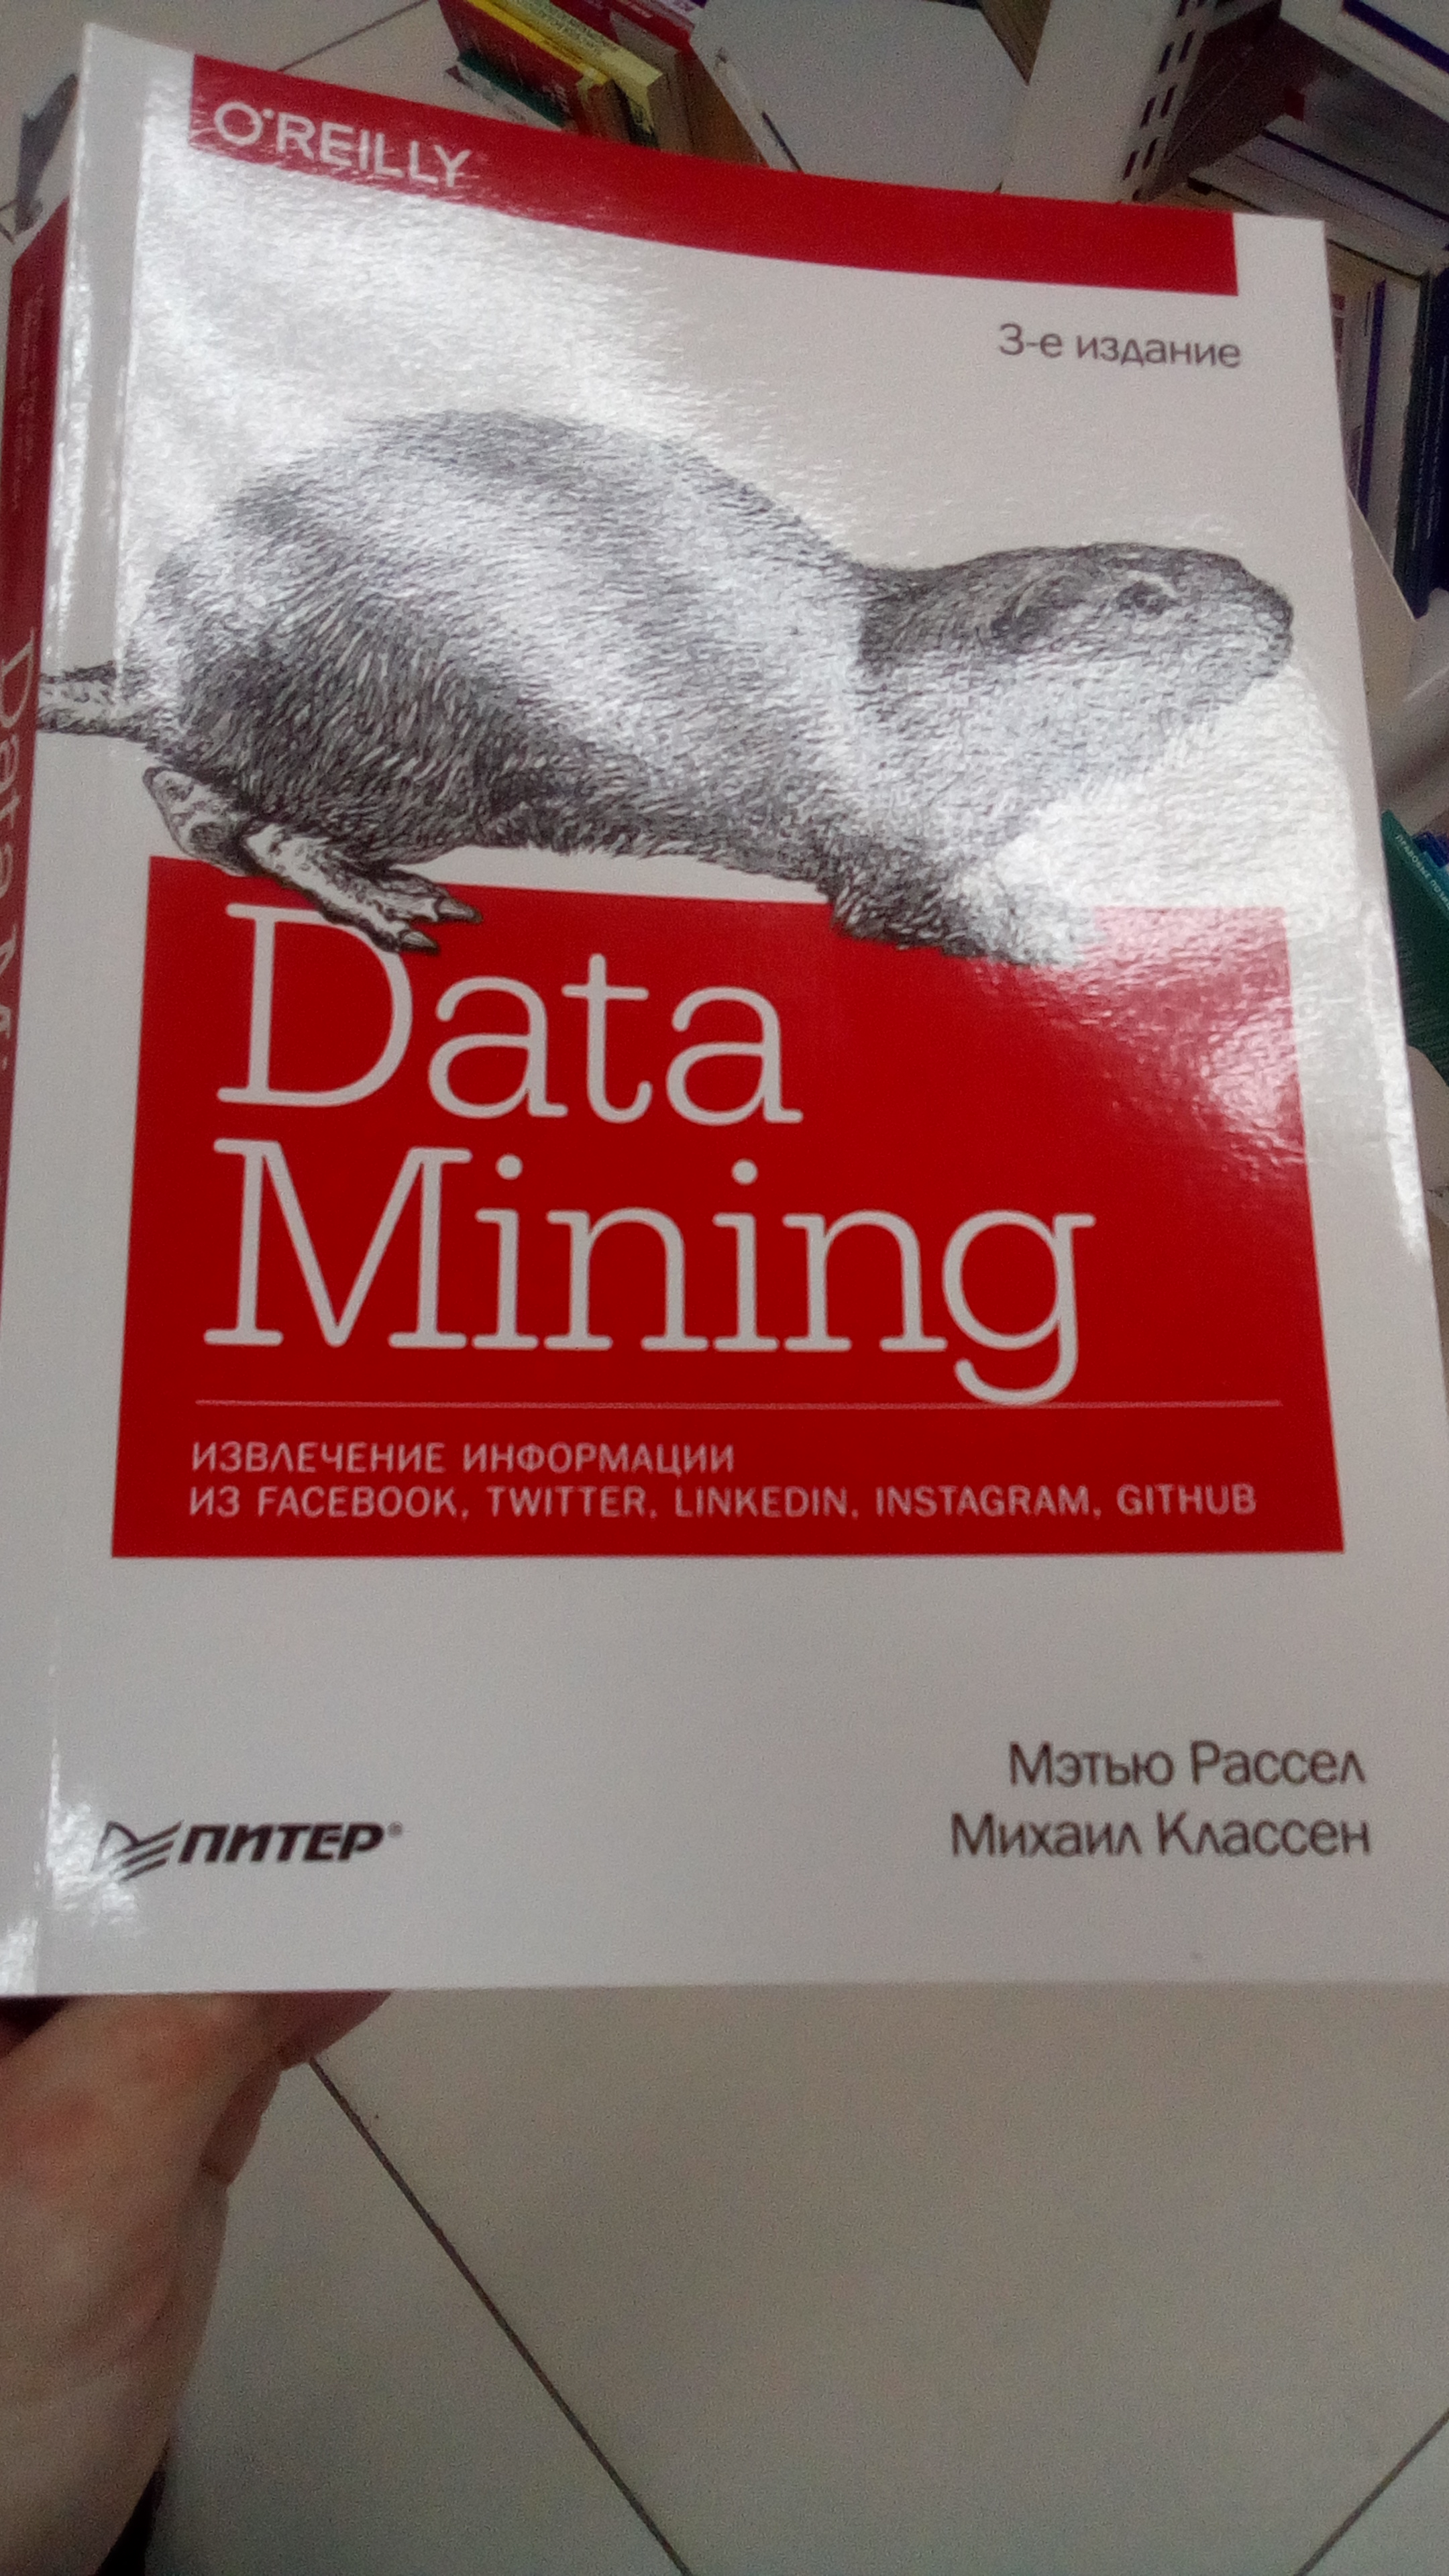 O'REILLY
3-е издание
Data
Mining
ИЗВЛЕЧЕНИЕ ИНФОРМАЦИИ
ИЗ FACEBOOK, TWITTER, LINKEDIN, INSTAGRAM, GITHUB
Мэтью Рассел
Михаил Классен
ПИТЕР®